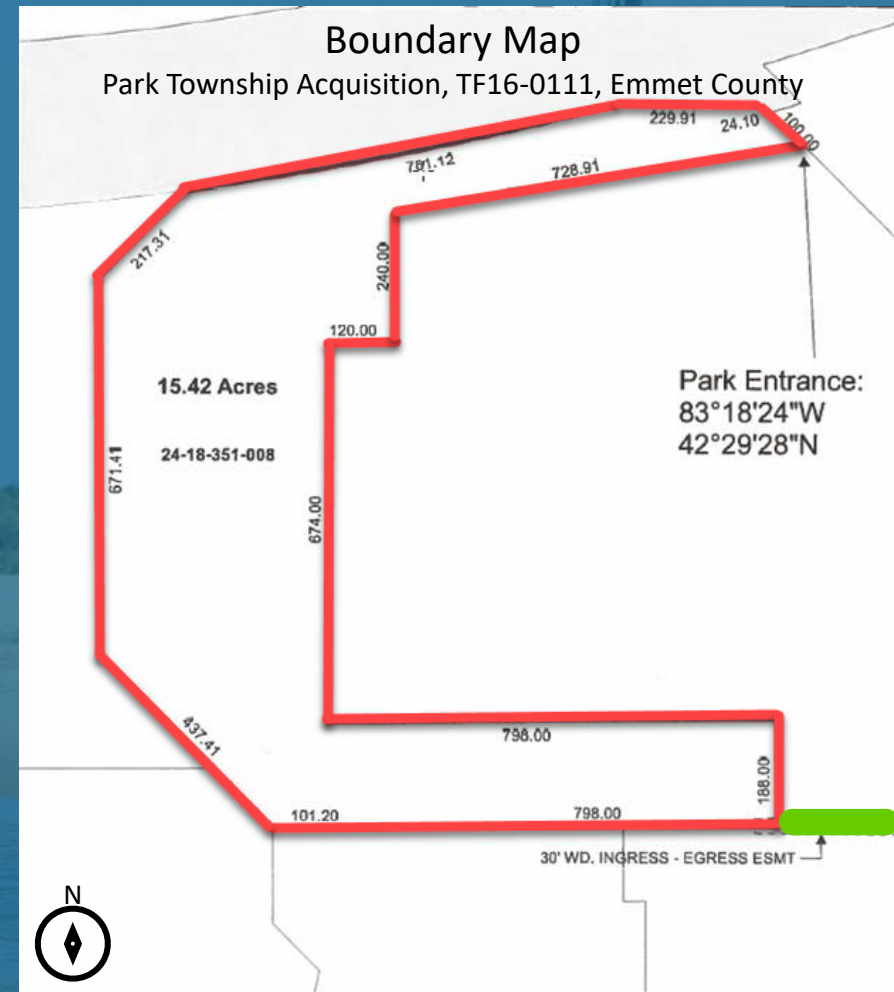 Boundary Map
Park Township Acquisition, TF16-0111, Emmet County
229.91
24.10
100.00
761.12
728.91
217.31
240.00
120.00
15.42 Acres
Park Entrance:
83°18'24"W
42°29'28"N
24-18-351-008
671.41
674.00
437.41
798.00
188.00
101.20
798.00
30' WD. INGRESS - EGRESS ESMT
N